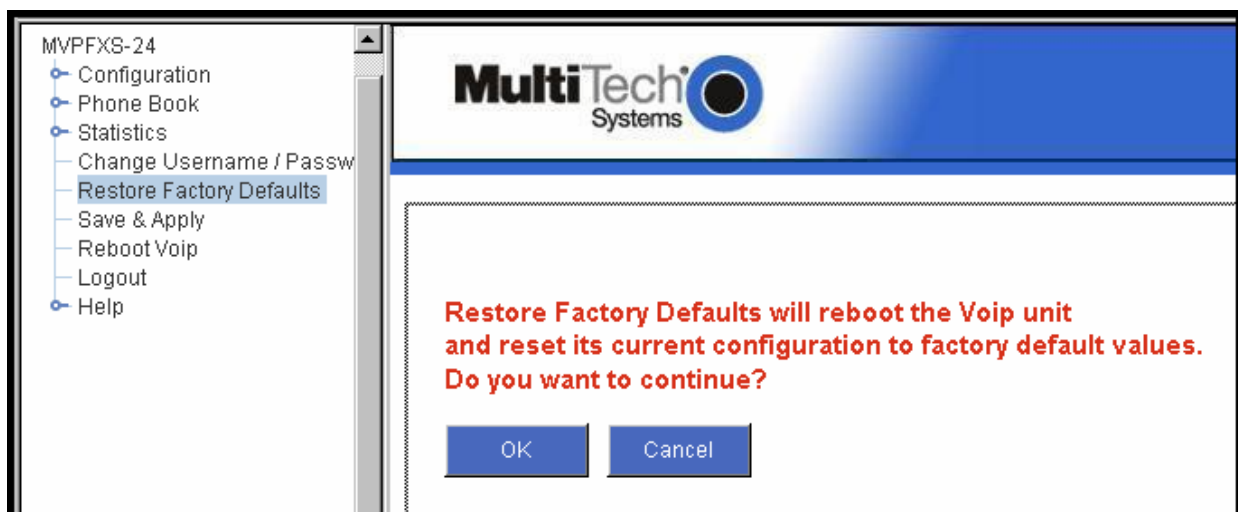 MVPFXS-24
Configuration
Phone Book
Statistics
Change Username / Passw
Restore Factory Defaults
Save & Apply
Reboot Voip
Logout
Help
MultiTech
Systems
Restore Factory Defaults will reboot the Voip unit
and reset its current configuration to factory default values.
Do you want to continue?
OK
Cancel